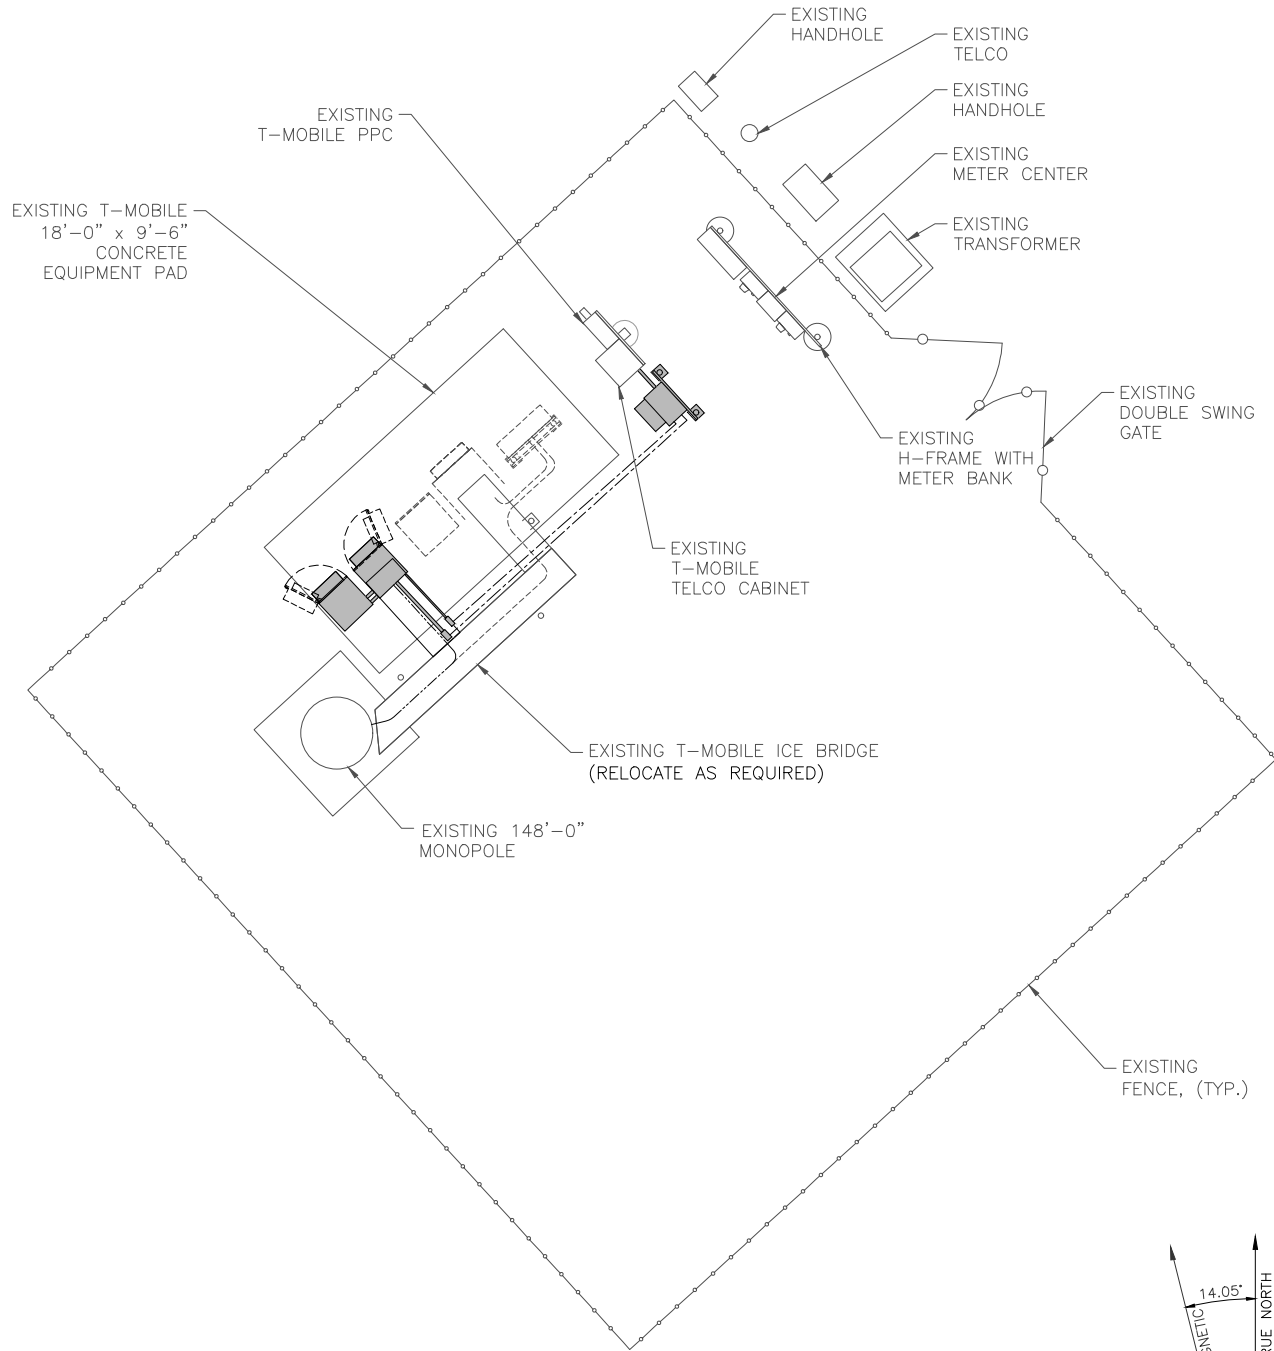 EXISTING
HANDHOLE
EXISTING
TELCO
EXISTING
HANDHOLE
EXISTING
T-MOBILE PPC
EXISTING
METER CENTER
EXISTING T-MOBILE
18'-0" x 9'-6"
CONCRETE
EQUIPMENT PAD
EXISTING
TRANSFORMER
EXISTING
DOUBLE SWING
GATE
EXISTING
H-FRAME WITH
METER BANK
EXISTING
T-MOBILE
TELCO CABINET
EXISTING T-MOBILE ICE BRIDGE
(RELOCATE AS REQUIRED)
EXISTING 148'-0"
MONOPOLE
EXISTING
FENCE, (TYP.)
14.05°
NORTH